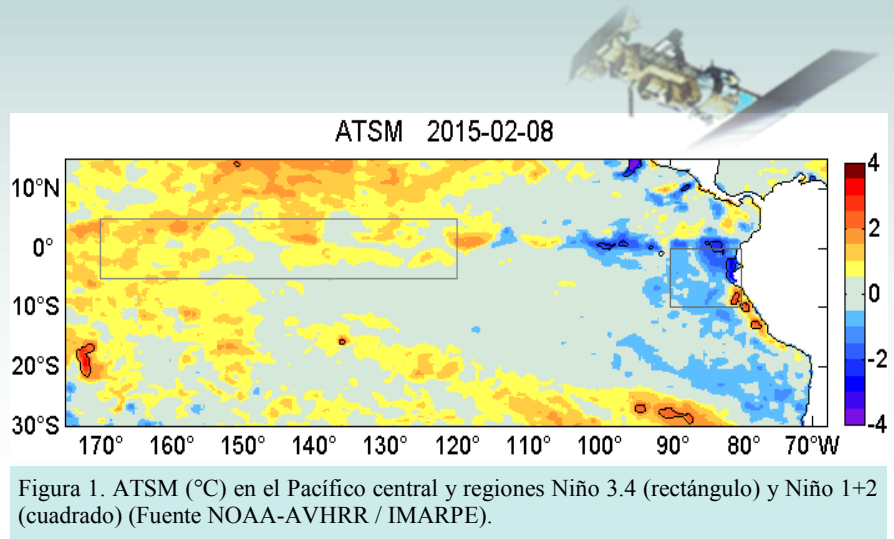 ATSM 2015-02-08
10°N
0°
10°S
20°S
30°S
170° 160° 150° 140° 130° 120° 110° 100° 90° 80° 70°W
4
2
0
-2
-4
Figura 1. ATSM (°C) en el Pacífico central y regiones Niño 3.4 (rectángulo) y Niño 1+2
(cuadrado) (Fuente NOAA-AVHRR / IMARPE).